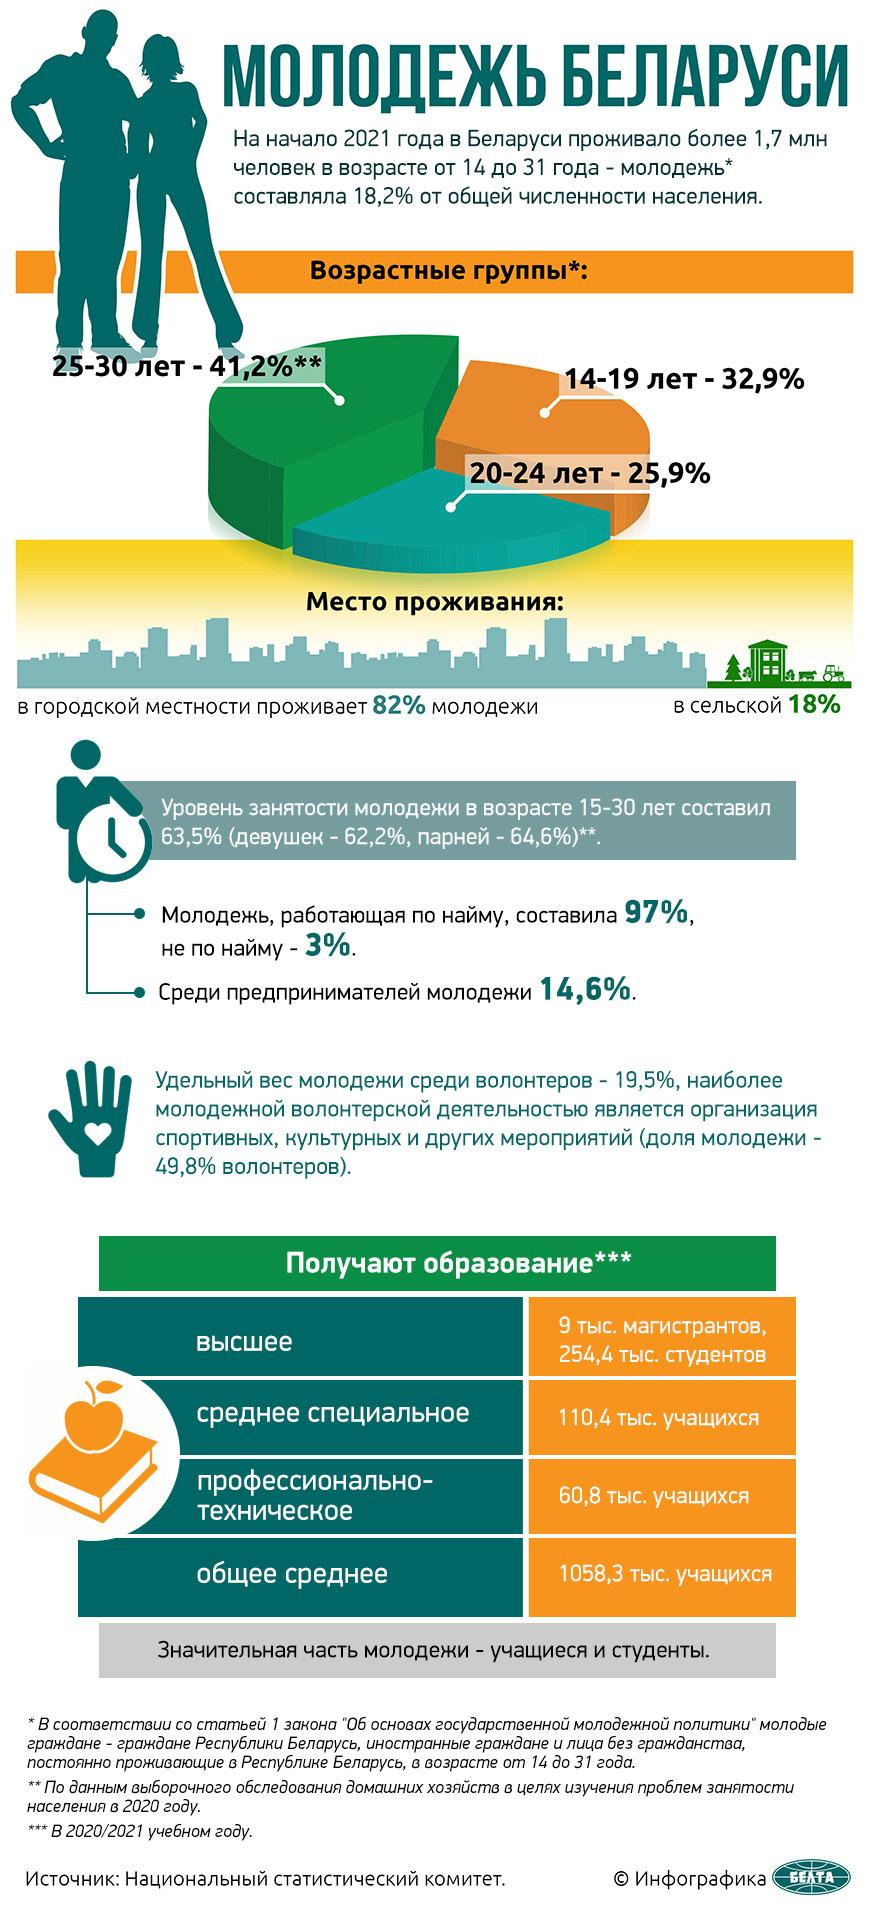 МОЛОДЕЖЬ БЕЛАРУСИ
На начало 2021 года в Беларуси проживало более 1,7 млн
человек в возрасте от 14 до 31 года - молодежь*
составляла 18,2% от общей численности населения.
Возрастные группы*:
25-30 лет - 41,2%**
14-19 лет - 32,9%
20-24 лет - 25,9%
Место проживания:
в городской местности проживает 82% молодежи
в сельской 18%
Уровень занятости молодежи в возрасте 15-30 лет составил
63,5% (девушек - 62,2%, парней - 64,6%)**.
Молодежь, работающая по найму, составила 97%,
не по найму - 3%.
Среди предпринимателей молодежи 14,6%.
Удельный вес молодежи среди волонтеров - 19,5%, наиболее
молодежной волонтерской деятельностью является организация
спортивных, культурных и других мероприятий (доля молодежи -
49,8% волонтеров).
Получают образование***
высшее
9 тыс. магистрантов,
254,4 тыс. студентов
среднее специальное
110,4 тыс. учащихся
профессионально-
техническое
60,8 тыс. учащихся
общее среднее
1058,3 тыс. учащихся
Значительная часть молодежи - учащиеся и студенты.
* В соответствии со статьей 1 закона "Об основах государственной молодежной политики" молодые
граждане - граждане Республики Беларусь, иностранные граждане и лица без гражданства,
постоянно проживающие в Республике Беларусь, в возрасте от 14 до 31 года.
** По данным выборочного обследования домашних хозяйств в целях изучения проблем занятости
населения в 2020 году.
*** В 2020/2021 учебном году.
Источник: Национальный статистический комитет.
© Инфографика БЕЛТА